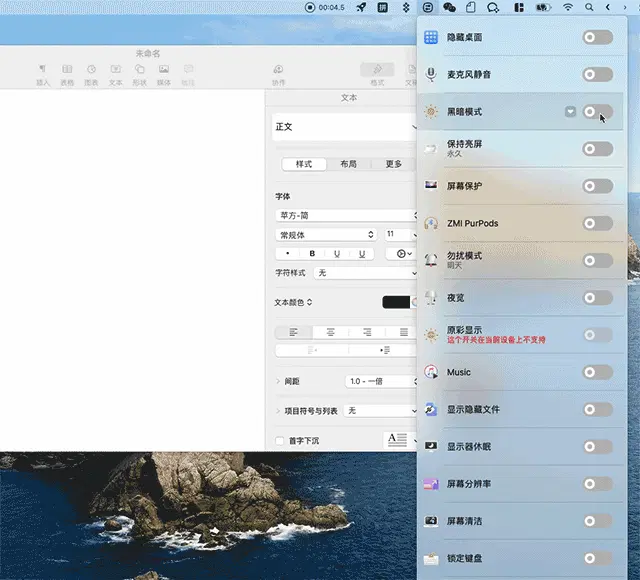 00:04.5
拼
未命名
插入 表格 图表 文本 形状 媒体 批注
协作
格式
文本
正文
样式 布局 更多
字体
苹方-简
常规体 11
B U U
字符样式 无
文本颜色
间距 1.0 - 一倍
项目符号与列表 无
首字下沉 A
隐藏桌面
麦克风静音
黑暗模式
保持亮屏
永久
屏幕保护
ZMI PurPods
勿扰模式
明天
夜览
原彩显示
这个开关在当前设备上不支持
Music
显示隐藏文件
显示器休眠
屏幕分辨率
屏幕清洁
锁定键盘